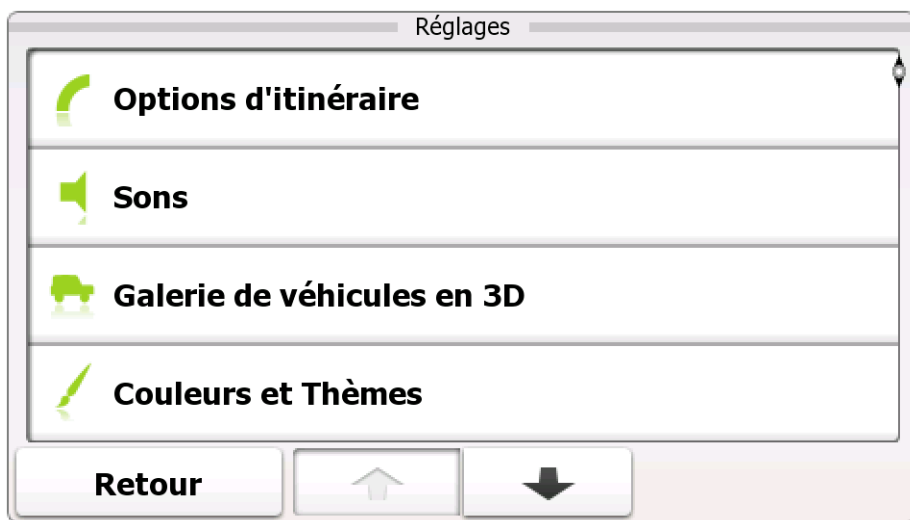 Réglages
Options d'itinéraire
Sons
Galerie de véhicules en 3D
Couleurs et Thèmes
Retour